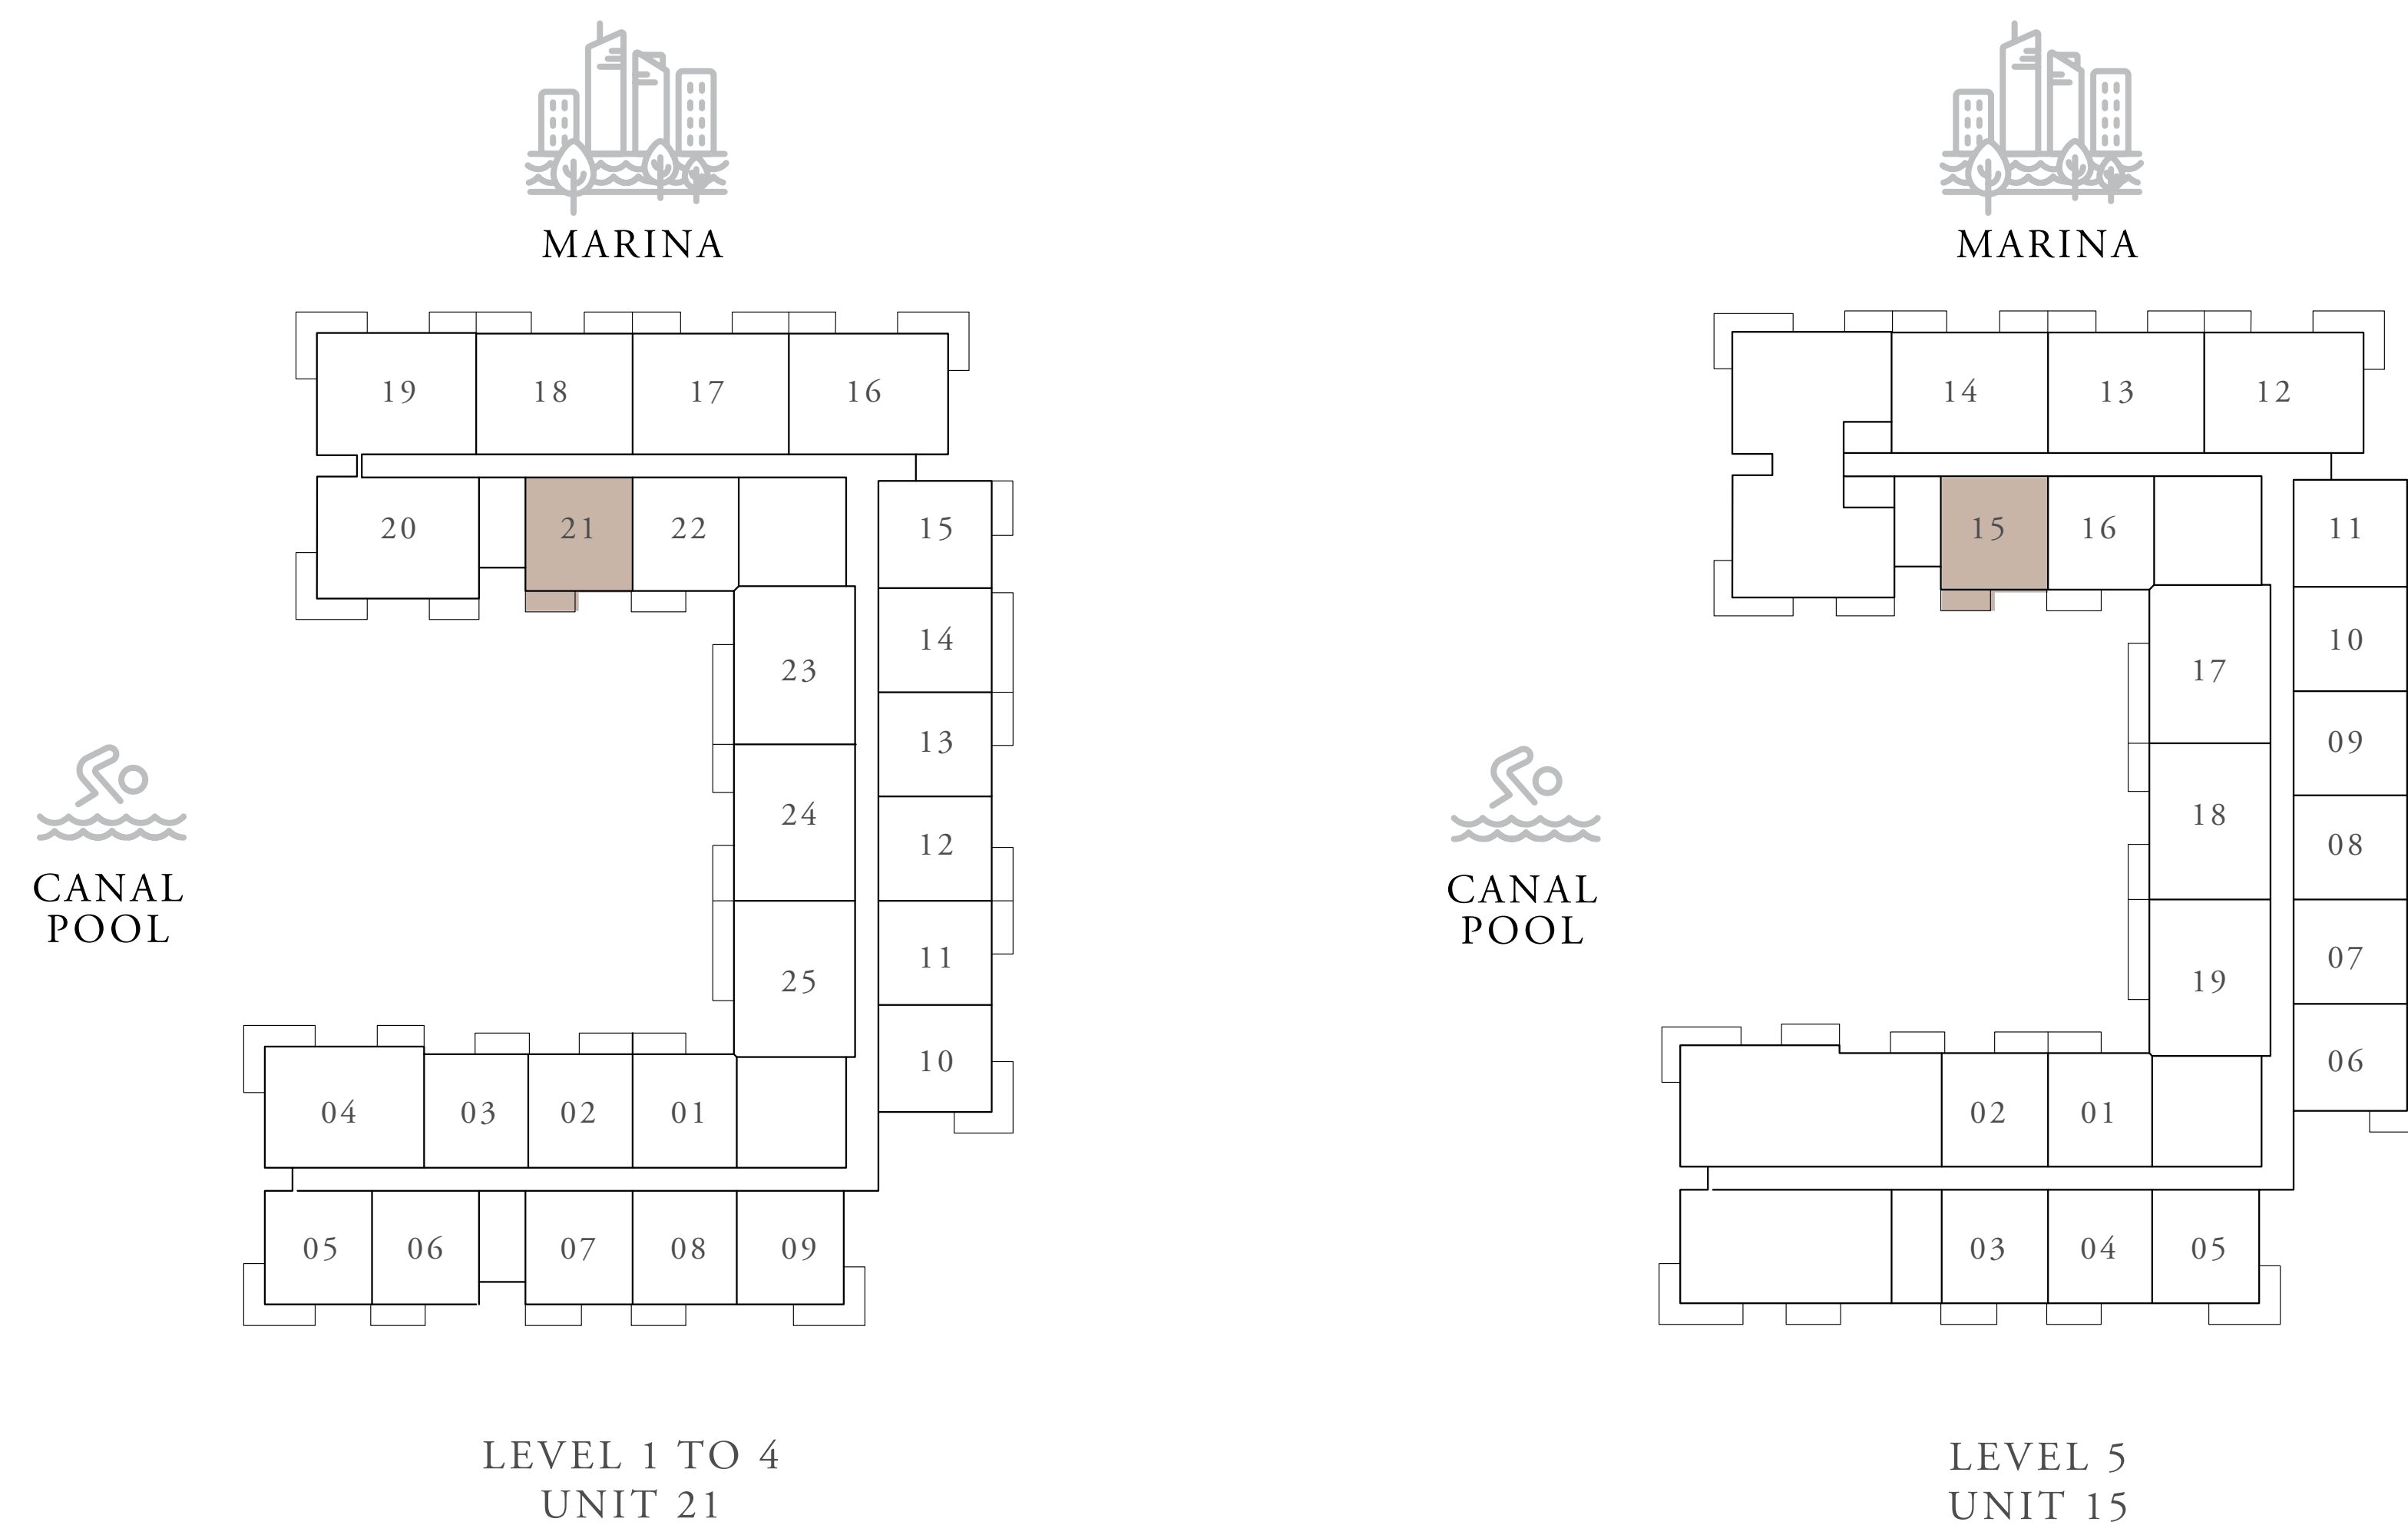 MARINA
19 18 17 16
20 21 22 15
14
23
13
24
12
11
25
10
04 03 02 01
05 06 07 08 09
CANAL
POOL
LEVEL 1 TO 4
UNIT 21
MARINA
14 13 12
15 16 11
10
17
09
18
08
07
19
06
02 01
03 04 05
CANAL
POOL
LEVEL 5
UNIT 15